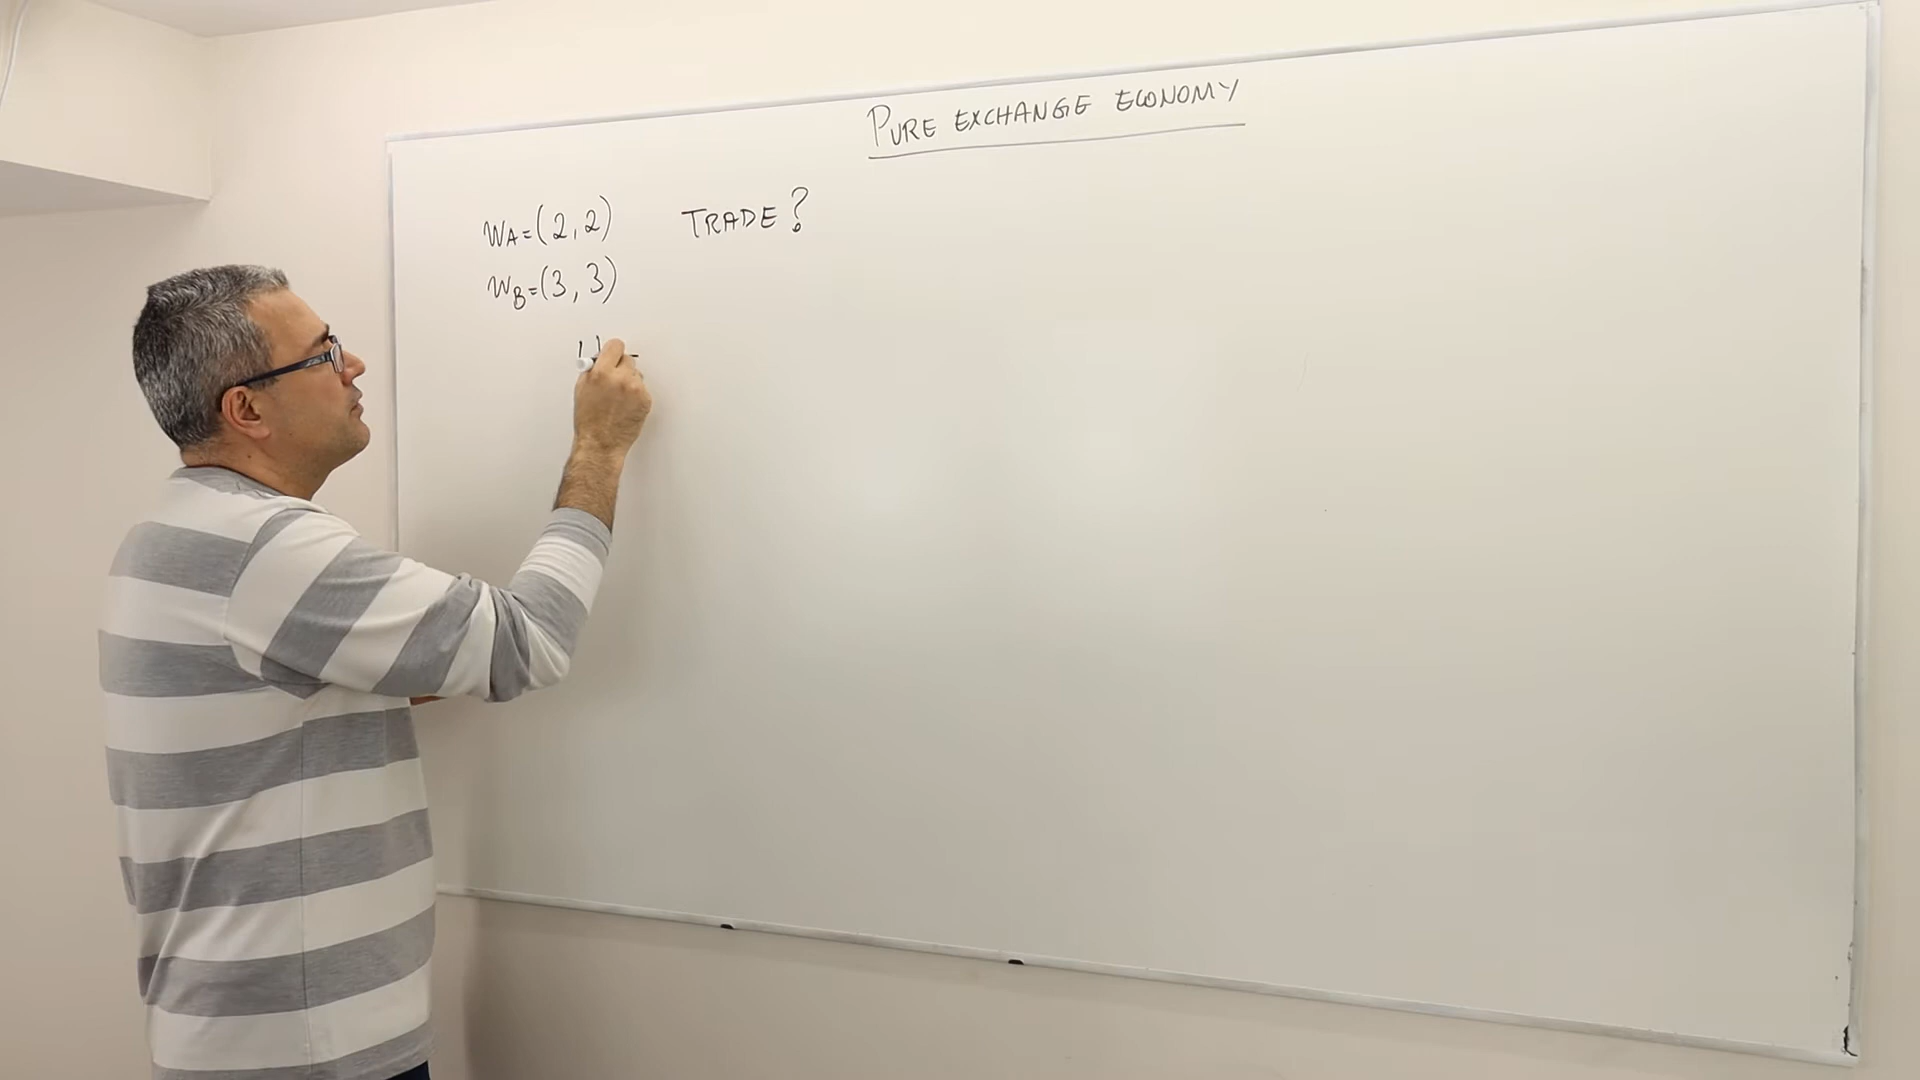 PURE EXCHANGE ECONOMY
WA=(2,2) TRADE?
WB=(3,3)